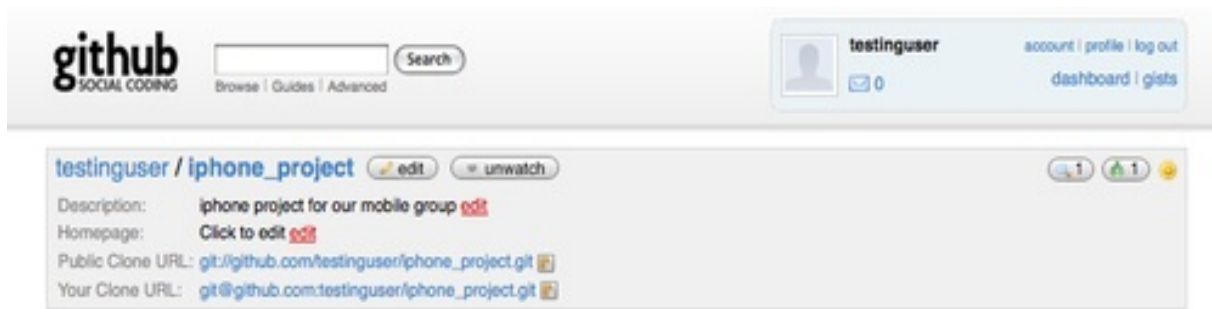 github
SOCIAL CODING
Search
Browse | Guides | Advanced
testinguser
account | profile | log out
0
dashboard | gists
testinguser / iphone_project edit unwatch
1 1
Description: iphone project for our mobile group edit
Homepage: Click to edit edit
Public Clone URL: git://github.com/testinguser/iphone_project.git
Your Clone URL: git@github.com:testinguser/iphone_project.git